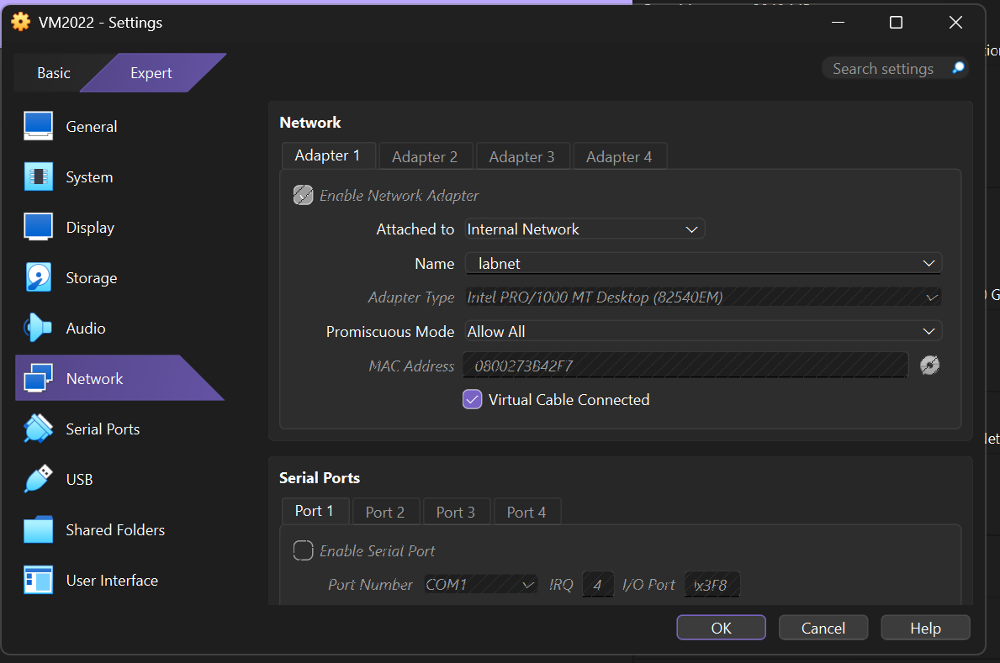 VM2022 - Settings
Basic
Expert
Search settings
General
System
Display
Storage
Audio
Network
Serial Ports
USB
Shared Folders
User Interface
Network
Adapter 1
Adapter 2
Adapter 3
Adapter 4
Enable Network Adapter
Attached to Internal Network
Name labnet
Adapter Type Intel PRO/1000 MT Desktop (82540EM)
Promiscuous Mode Allow All
MAC Address 0800273B42F7
Virtual Cable Connected
Serial Ports
Port 1
Port 2
Port 3
Port 4
Enable Serial Port
Port Number COM1 IRQ 4 I/O Port 0x3F8
OK
Cancel
Help